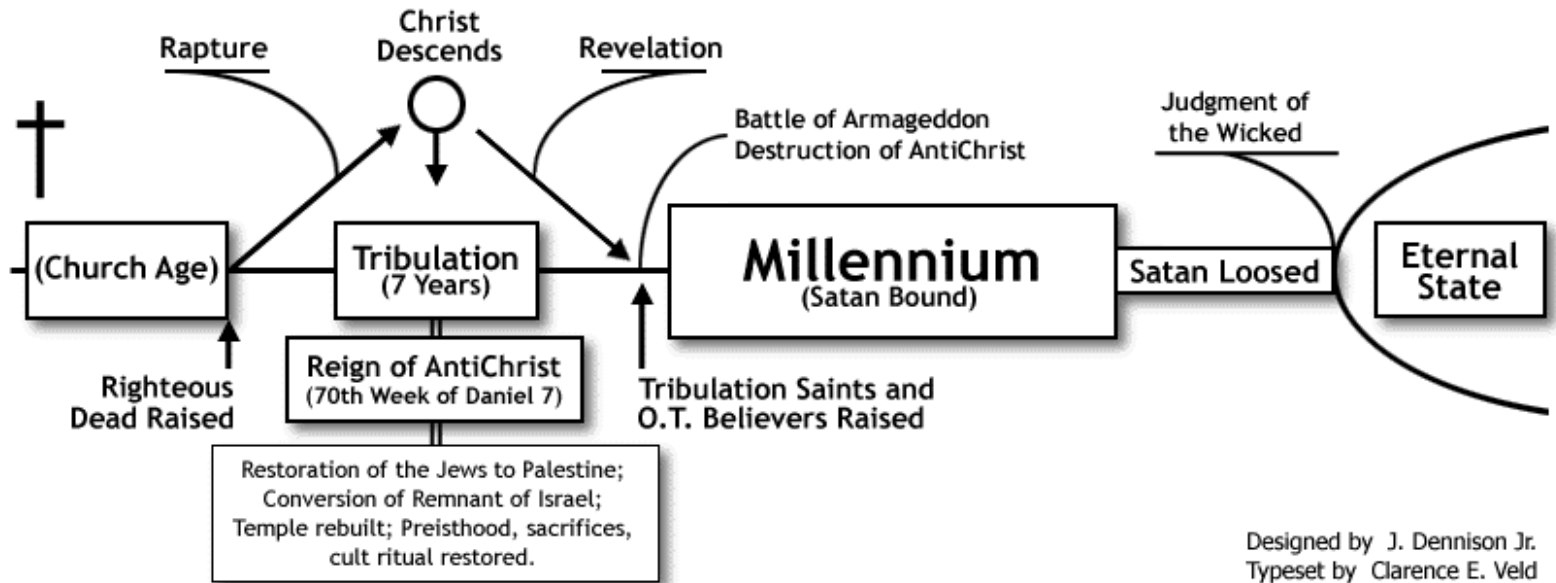 Rapture
Christ
Descends
Revelation
Battle of Armageddon
Destruction of AntiChrist
Judgment of
the Wicked
(Church Age)
Tribulation
(7 Years)
Millennium
(Satan Bound)
Satan Loosed
Eternal
State
Righteous
Dead Raised
Reign of AntiChrist
(70th Week of Daniel 7)
Tribulation Saints and
O.T. Believers Raised
Restoration of the Jews to Palestine;
Conversion of Remnant of Israel;
Temple rebuilt; Preisthood, sacrifices,
cult ritual restored.
Designed by J. Dennison Jr.
Typeset by Clarence E. Veld